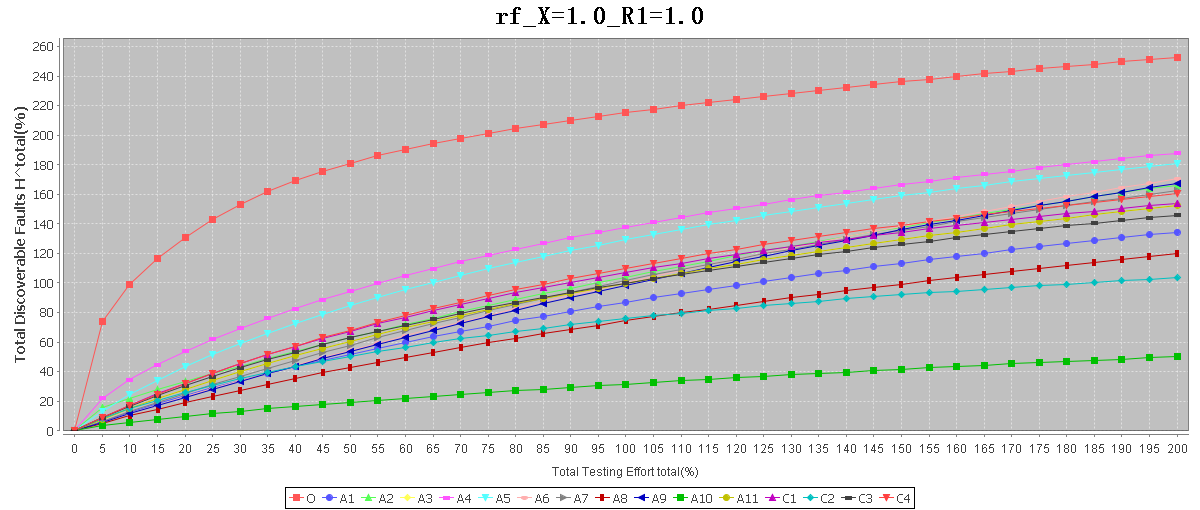 rf_X=1.0_R1=1.0
Total Discoverable Faults H^total(%)
260
240
220
200
180
160
140
120
100
80
60
40
20
0
0 5 10 15 20 25 30 35 40 45 50 55 60 65 70 75 80 85 90 95 100 105 110 115 120 125 130 135 140 145 150 155 160 165 170 175 180 185 190 195 200
Total Testing Effort total(%)
O A1 A2 A3 A4 A5 A6 A7 A8 A9 A10 A11 C1 C2 C3 C4